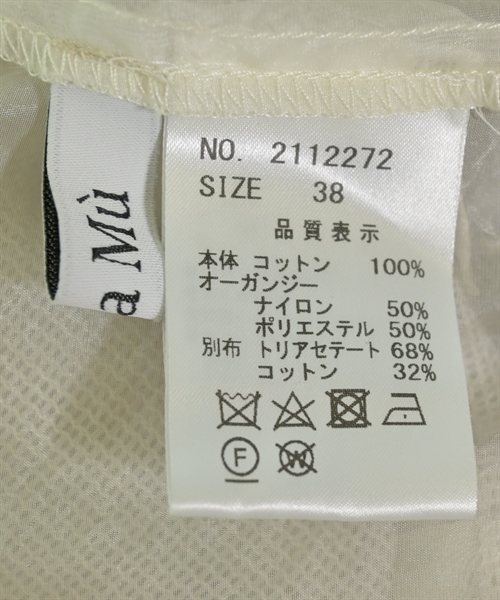 a Mù
NO. 2112272
SIZE 38
品質表示
本体 コットン 100%
オーガンジー
ナイロン 50%
ポリエステル 50%
別布 トリアセテート 68%
コットン 32%
F
W